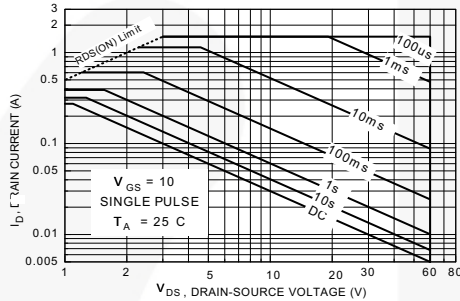 3
2
1
0.5
0.1
0.05
0.01
0.005
I D, DRAIN CURRENT (A)
RDS(ON) Limit
100us
1ms
10ms
100ms
1s
10s
DC
V GS = 10
SINGLE PULSE
T A = 25 C
1 2 5 10 20 30 60 80
V DS , DRAIN-SOURCE VOLTAGE (V)